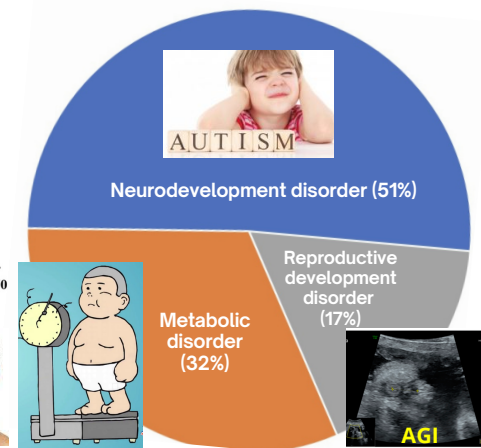 AUTISM
Neurodevelopment disorder (51%)
Reproductive
development
disorder
(17%)
Metabolic
disorder
(32%)
AGI